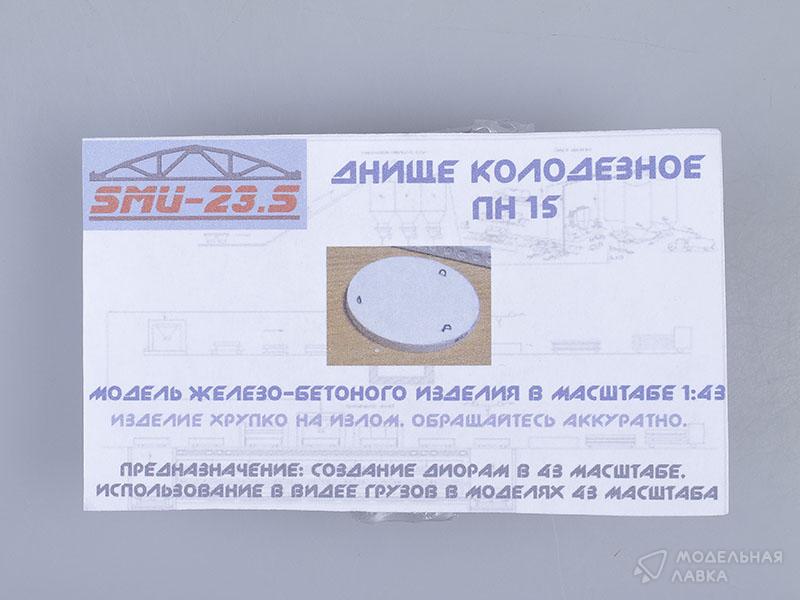 SMU-23.S
ДНИЩЕ КОЛОДЕЗНОЕ
ПН 15
МОДЕЛЬ ЖЕЛЕЗО-БЕТОНОГО ИЗДЕЛИЯ В МАСШТАБЕ 1:43
ИЗДЕЛИЕ ХРУПКО НА ИЗЛОМ. ОБРАЩАЙТЕСЬ АККУРАТНО.
ПРЕДНАЗНАЧЕНИЕ: СОЗДАНИЕ ДИОРАМ В 43 МАСШТАБЕ.
ИСПОЛЬЗОВАНИЕ В ВИДЕЕ ГРУЗОВ В МОДЕЛЯХ 43 МАСШТАБА
МОДЕЛЬНАЯ
ЛАВКА